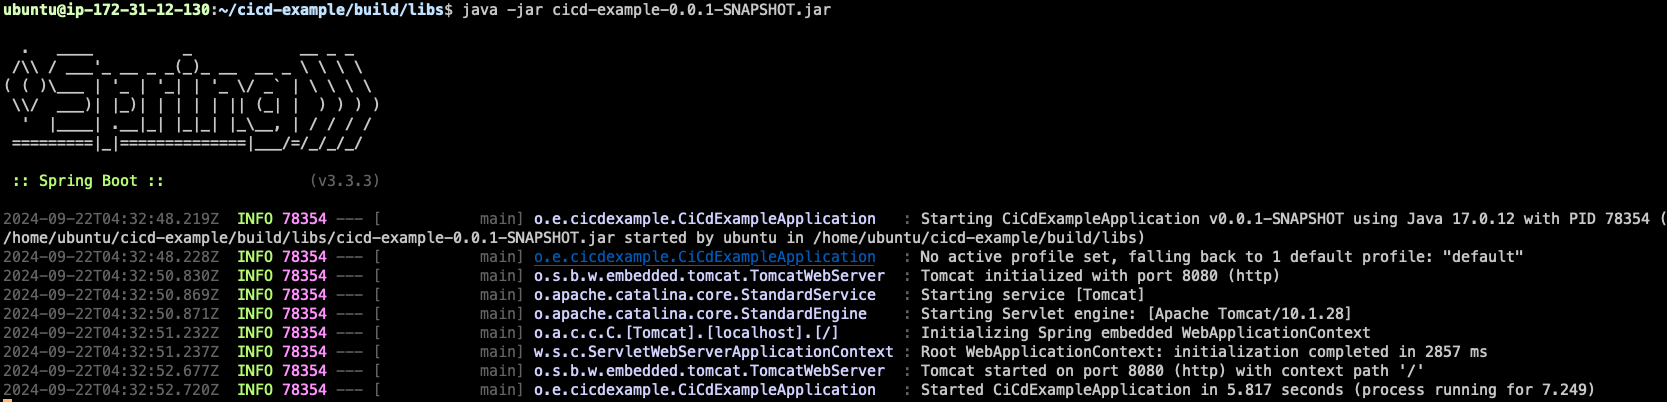 ubuntu@ip-172-31-12-130:~/cicd-example/build/libs$ java -jar cicd-example-0.0.1-SNAPSHOT.jar

  .   ____          _            __ _ _
 /\\ / ___'_ __ _ _(_)_ __  __ _ \ \ \ \
( ( )\___ | '_ | '_| | '_ \/ _` | \ \ \ \
 \\/  ___)| |_)| | | | | || (_| |  ) ) ) )
  '  |____| .__|_| |_|_| |_\__, | / / / /
 =========|_|==============|___/=/_/_/_/

 :: Spring Boot ::                (v3.3.3)

2024-09-22T04:32:48.219Z  INFO 78354 --- [           main] o.e.cicdexample.CiCdExampleApplication   : Starting CiCdExampleApplication v0.0.1-SNAPSHOT using Java 17.0.12 with PID 78354 (
/home/ubuntu/cicd-example/build/libs/cicd-example-0.0.1-SNAPSHOT.jar started by ubuntu in /home/ubuntu/cicd-example/build/libs)
2024-09-22T04:32:48.228Z  INFO 78354 --- [           main] o.e.cicdexample.CiCdExampleApplication   : No active profile set, falling back to 1 default profile: "default"
2024-09-22T04:32:50.830Z  INFO 78354 --- [           main] o.s.b.w.embedded.tomcat.TomcatWebServer  : Tomcat initialized with port 8080 (http)
2024-09-22T04:32:50.869Z  INFO 78354 --- [           main] o.apache.catalina.core.StandardService   : Starting service [Tomcat]
2024-09-22T04:32:50.871Z  INFO 78354 --- [           main] o.apache.catalina.core.StandardEngine    : Starting Servlet engine: [Apache Tomcat/10.1.28]
2024-09-22T04:32:51.232Z  INFO 78354 --- [           main] o.a.c.c.C.[Tomcat].[localhost].[/]       : Initializing Spring embedded WebApplicationContext
2024-09-22T04:32:51.237Z  INFO 78354 --- [           main] w.s.c.ServletWebServerApplicationContext : Root WebApplicationContext: initialization completed in 2857 ms
2024-09-22T04:32:52.677Z  INFO 78354 --- [           main] o.s.b.w.embedded.tomcat.TomcatWebServer  : Tomcat started on port 8080 (http) with context path '/'
2024-09-22T04:32:52.720Z  INFO 78354 --- [           main] o.e.cicdexample.CiCdExampleApplication   : Started CiCdExampleApplication in 5.817 seconds (process running for 7.249)